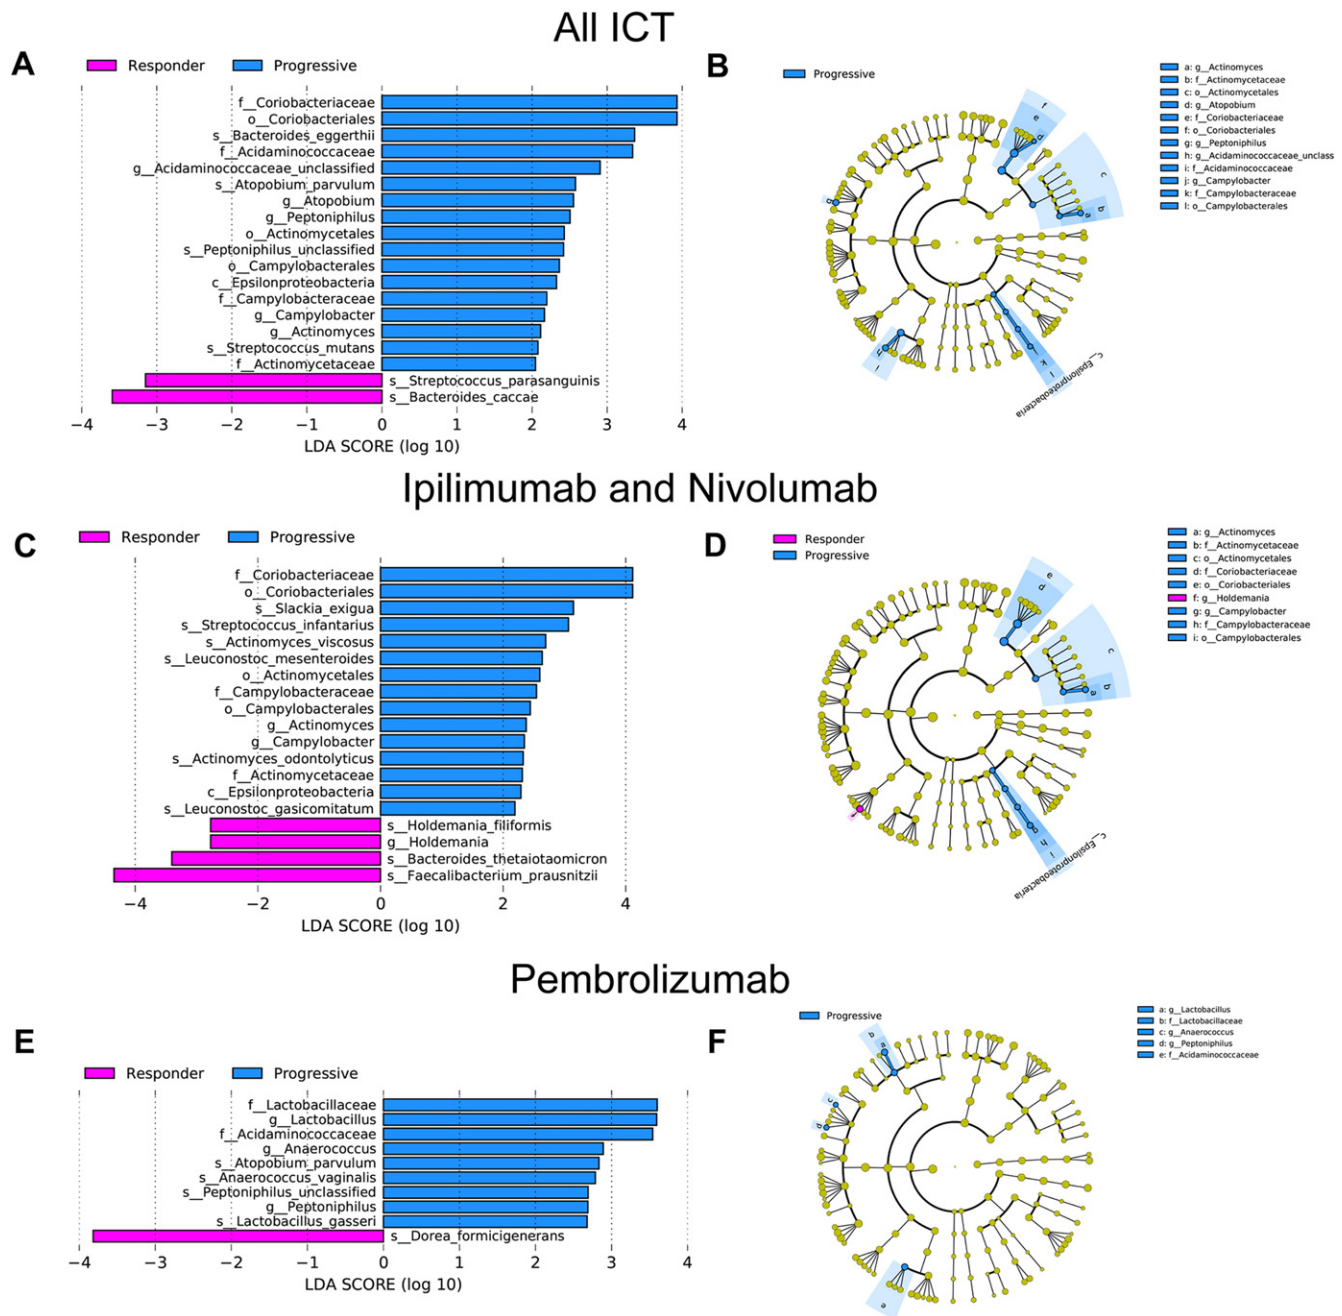 All ICT
A
Responder
Progressive
f__Coriobacteriaceae
o__Coriobacteriales
s__Bacteroides_eggerthii
f__Acidaminococcaceae
g__Acidaminococcaceae_unclassified
s__Atopobium_parvulum
g__Atopobium
g__Peptoniphilus
o__Actinomycetales
s__Peptoniphilus_unclassified
o__Campylobacterales
c__Epsilonproteobacteria
f__Campylobacteraceae
g__Campylobacter
g__Actinomyces
s__Streptococcus_mutans
f__Actinomycetaceae
s__Streptococcus_parasanguinis
s__Bacteroides_caccae
−4 −3 −2 −1 0 1 2 3 4
LDA SCORE (log 10)
B
Progressive
a: g__Actinomyces
b: f__Actinomycetaceae
c: o__Actinomycetales
d: g__Atopobium
e: f__Coriobacteriaceae
f: o__Coriobacteriales
g: g__Peptoniphilus
h: g__Acidaminococcaceae_unclass
i: f__Acidaminococcaceae
j: g__Campylobacter
k: f__Campylobacteraceae
l: o__Campylobacterales
f
e
d
c
b
a
g
h
i
j
k
l
c__Epsilonproteobacteria
Ipilimumab and Nivolumab
C
Responder
Progressive
f__Coriobacteriaceae
o__Coriobacteriales
s__Slackia_exigua
s__Streptococcus_infantarius
s__Actinomyces_viscosus
s__Leuconostoc_mesenteroides
o__Actinomycetales
f__Campylobacteraceae
o__Campylobacterales
g__Actinomyces
g__Campylobacter
s__Actinomyces_odontolyticus
f__Actinomycetaceae
c__Epsilonproteobacteria
s__Leuconostoc_gasicomitatum
s__Holdemania_filiformis
g__Holdemania
s__Bacteroides_thetaiotaomicron
s__Faecalibacterium_prausnitzii
−4 −2 0 2 4
LDA SCORE (log 10)
D
Responder
Progressive
a: g__Actinomyces
b: f__Actinomycetaceae
c: o__Actinomycetales
d: f__Coriobacteriaceae
e: o__Coriobacteriales
f: g__Holdemania
g: g__Campylobacter
h: f__Campylobacteraceae
i: o__Campylobacterales
e
d
c
b
a
f
g
h
i
c__Epsilonproteobacteria
Pembrolizumab
E
Responder
Progressive
f__Lactobacillaceae
g__Lactobacillus
f__Acidaminococcaceae
g__Anaerococcus
s__Atopobium_parvulum
s__Anaerococcus_vaginalis
s__Peptoniphilus_unclassified
g__Peptoniphilus
s__Lactobacillus_gasseri
s__Dorea_formicigenerans
−4 −3 −2 −1 0 1 2 3 4
LDA SCORE (log 10)
F
Progressive
a: g__Lactobacillus
b: f__Lactobacillaceae
c: g__Anaerococcus
d: g__Peptoniphilus
e: f__Acidaminococcaceae
b
a
c
d
e